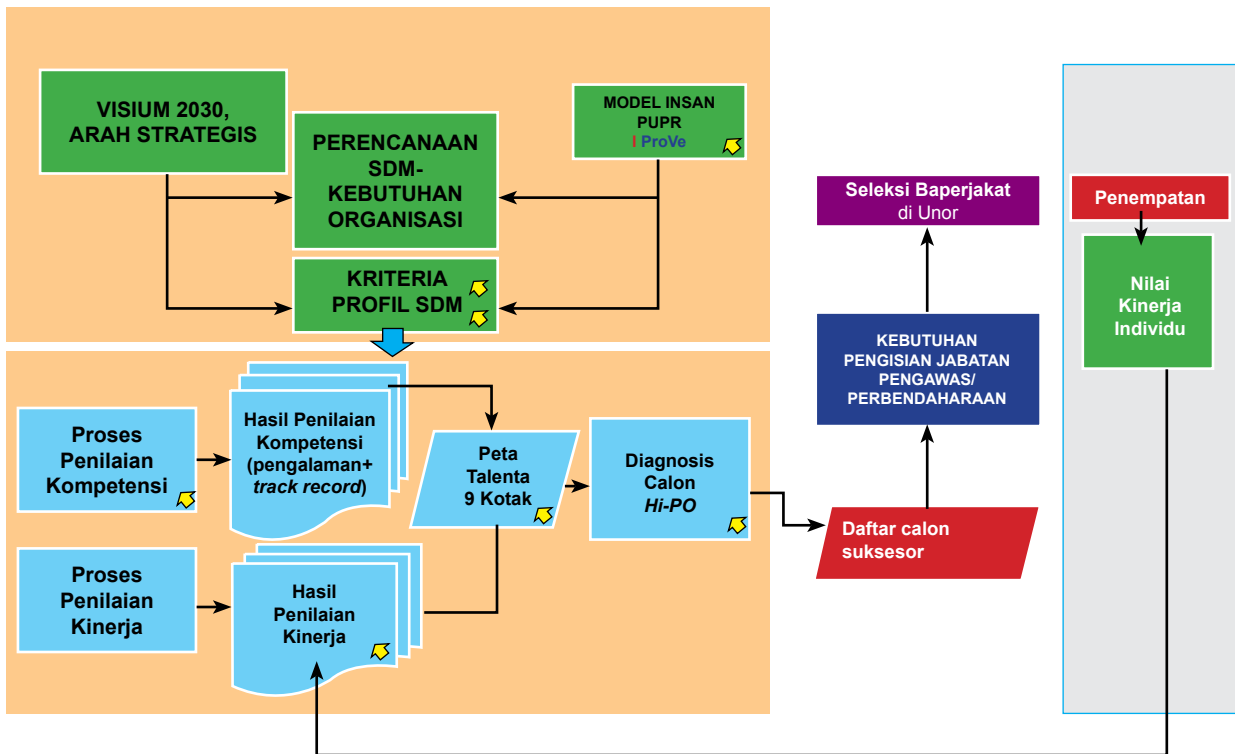 VISIUM 2030,
ARAH STRATEGIS
PERENCANAAN
SDM-
KEBUTUHAN
ORGANISASI
MODEL INSAN
PUPR
I ProVe
KRITERIA
PROFIL SDM
Proses
Penilaian
Kompetensi
Hasil Penilaian
Kompetensi
(pengalaman+
track record)
Peta
Talenta
9 Kotak
Diagnosis
Calon
Hi-PO
Proses
Penilaian
Kinerja
Hasil
Penilaian
Kinerja
Seleksi Baperjakat
di Unor
KEBUTUHAN
PENGISIAN JABATAN
PENGAWAS/
PERBENDAHARAAN
Daftar calon
suksesor
Penempatan
Nilai
Kinerja
Individu